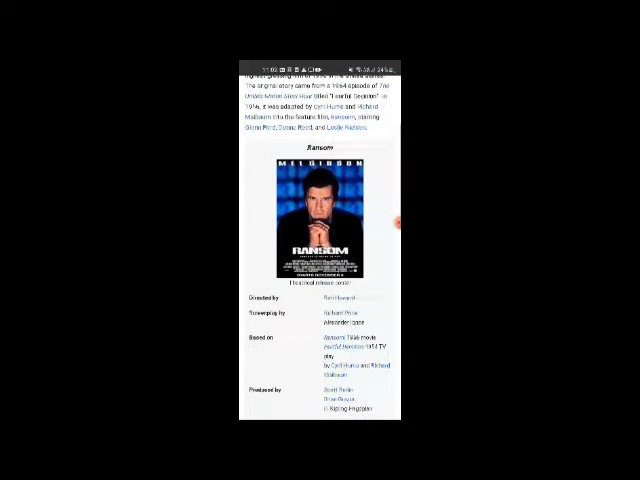 11:02
24%
The original story came from a 1954 episode of The
United States Steel Hour titled "Fearful Decision". In
1956, it was adapted by Cyril Hume and Richard
Maibaum into the feature film, Ransom!, starring
Glenn Ford, Donna Reed, and Leslie Nielsen.
Ransom
MEL GIBSON
RANSOM
Theatrical release poster
Directed by
Ron Howard
Screenplay by
Richard Price
Alexander Ignon
Based on
Ransom! 1956 movie
Fearful Decision 1954 TV
play
by Cyril Hume and Richard
Maibaum
Produced by
Scott Rudin
Brian Grazer
B. Kipling Hagopian